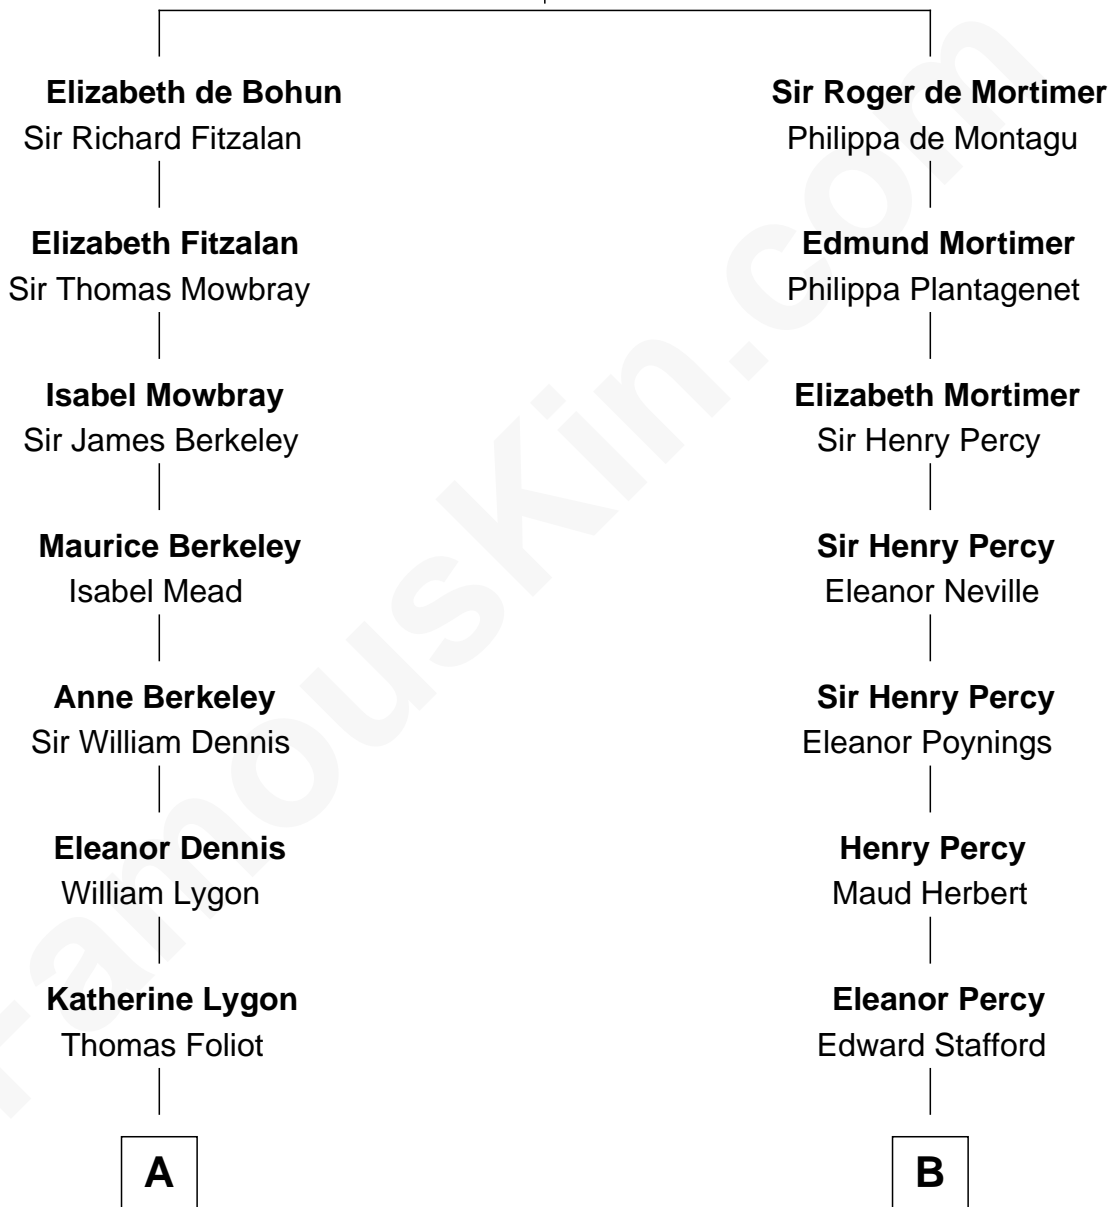 Elizabeth de Bohun
Sir Richard Fitzalan
Elizabeth Fitzalan
Sir Thomas Mowbray
Isabel Mowbray
Sir James Berkeley
Maurice Berkeley
Isabel Mead
Anne Berkeley
Sir William Dennis
Eleanor Dennis
William Lygon
Katherine Lygon
Thomas Foliot
A
Sir Roger de Mortimer
Philippa de Montagu
Edmund Mortimer
Philippa Plantagenet
Elizabeth Mortimer
Sir Henry Percy
Sir Henry Percy
Eleanor Neville
Sir Henry Percy
Eleanor Poynings
Henry Percy
Maud Herbert
Eleanor Percy
Edward Stafford
B
FamousKin.com